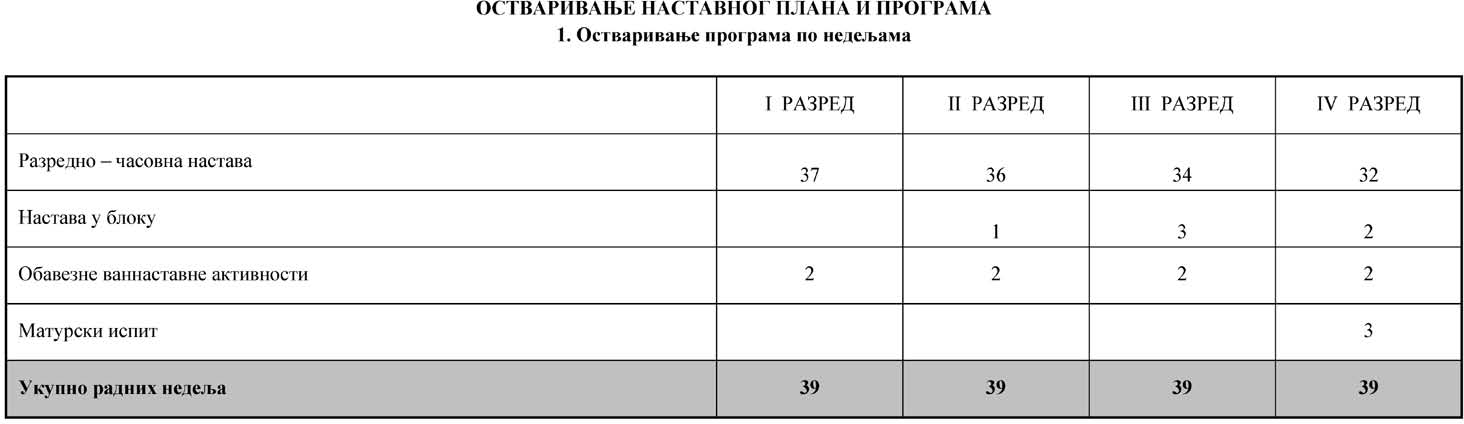 ОСТВАРИВАЊЕ НАСТАВНОГ ПЛАНА И ПРОГРАМА
1. Остваривање програма по недељама
I РАЗРЕД II РАЗРЕД III РАЗРЕД IV РАЗРЕД
Разредно – часовна настава 37 36 34 32
Настава у блоку 1 3 2
Обавезне ваннаставне активности 2 2 2 2
Матурски испит 3
Укупно радних недеља 39 39 39 39